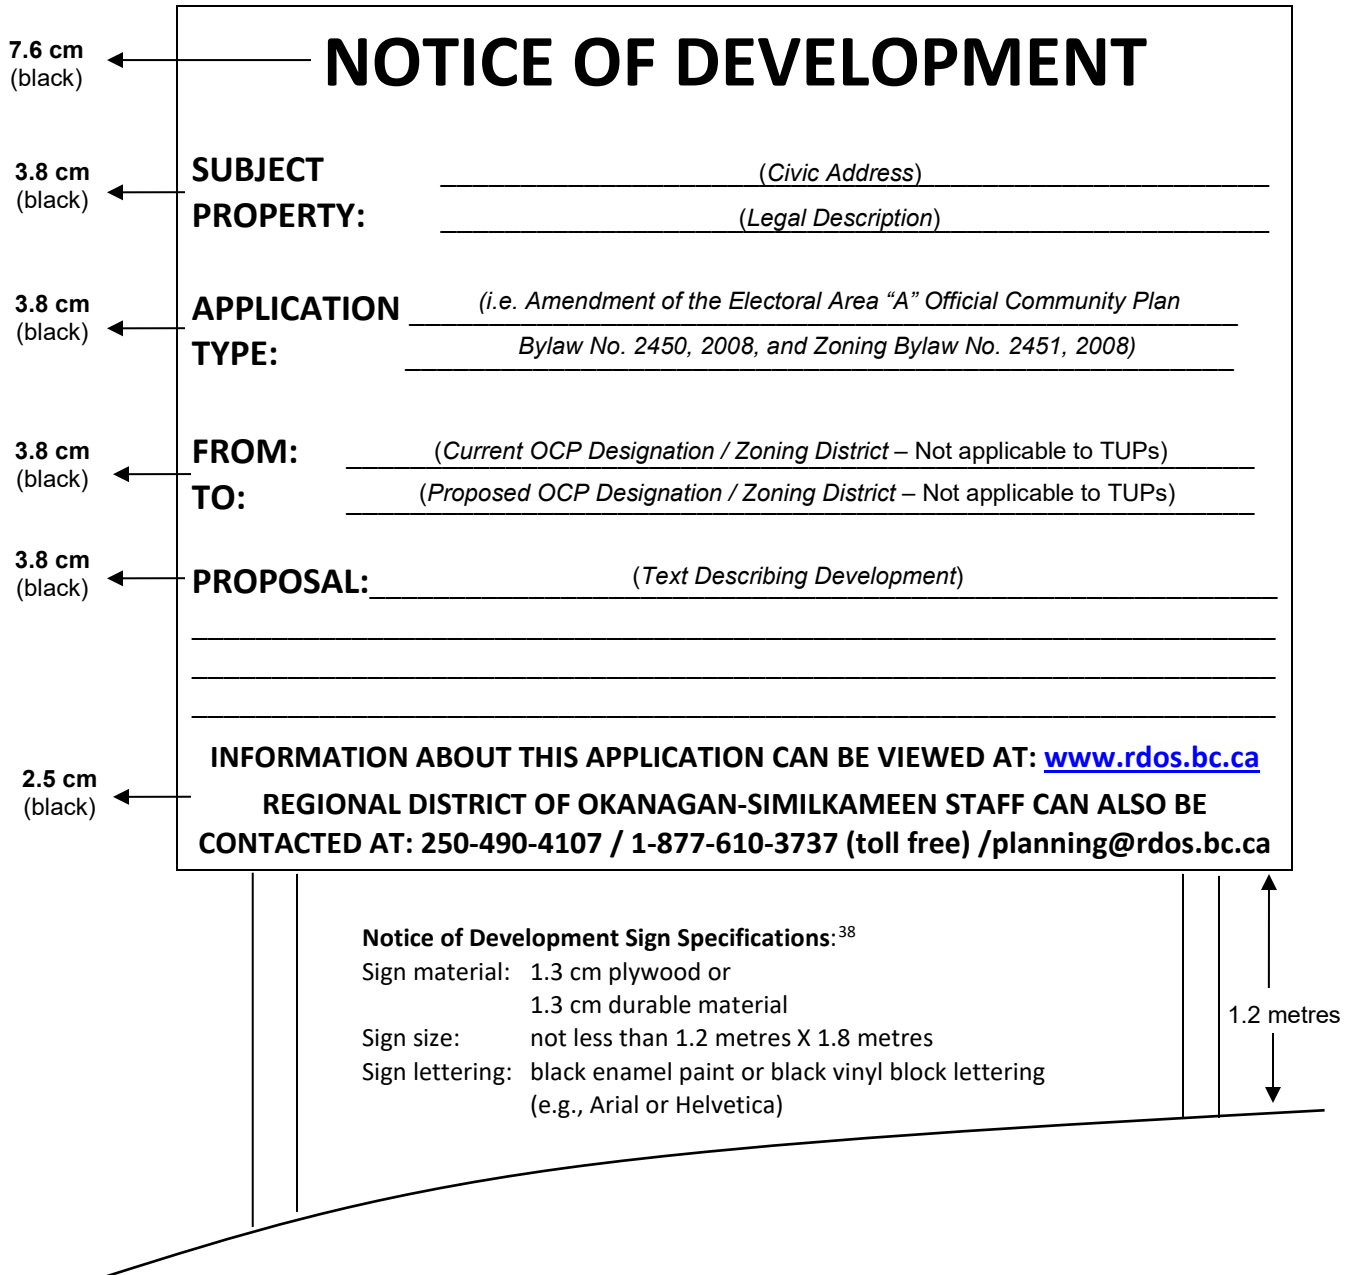 7.6 cm
(black)
NOTICE OF DEVELOPMENT
3.8 cm
(black)
SUBJECT
PROPERTY:
(Civic Address)
(Legal Description)
3.8 cm
(black)
APPLICATION
TYPE:
(i.e. Amendment of the Electoral Area “A” Official Community Plan
Bylaw No. 2450, 2008, and Zoning Bylaw No. 2451, 2008)
3.8 cm
(black)
FROM: (Current OCP Designation / Zoning District – Not applicable to TUPs)
TO: (Proposed OCP Designation / Zoning District – Not applicable to TUPs)
3.8 cm
(black)
PROPOSAL: (Text Describing Development)
INFORMATION ABOUT THIS APPLICATION CAN BE VIEWED AT: www.rdos.bc.ca
2.5 cm
(black)
REGIONAL DISTRICT OF OKANAGAN-SIMILKAMEEN STAFF CAN ALSO BE
CONTACTED AT: 250-490-4107 / 1-877-610-3737 (toll free) /planning@rdos.bc.ca
Notice of Development Sign Specifications:38
Sign material: 1.3 cm plywood or
1.3 cm durable material
Sign size: not less than 1.2 metres X 1.8 metres
Sign lettering: black enamel paint or black vinyl block lettering
(e.g., Arial or Helvetica)
1.2 metres